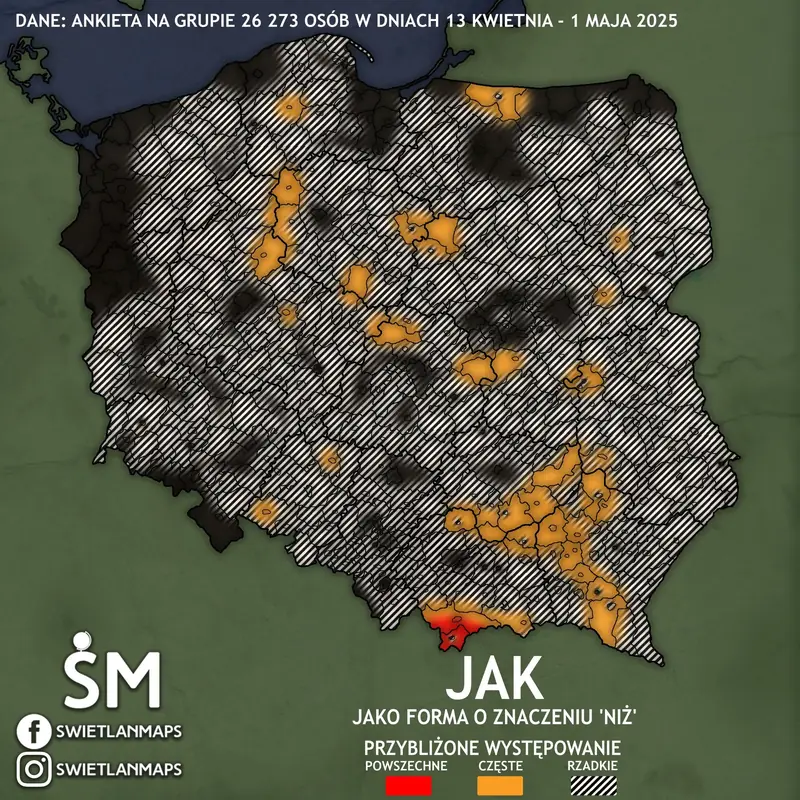 DANE: ANKIETA NA GRUPIE 26 273 OSÓB W DNIACH 13 KWIETNIA - 1 MAJA 2025
ŚM
SWIETLANMAPS
SWIETLANMAPS
JAK
JAKO FORMA O ZNACZENIU 'NIŻ'
PRZYBLIŻONE WYSTĘPOWANIE
POWSZECHNE CZĘSTE RZADKIE